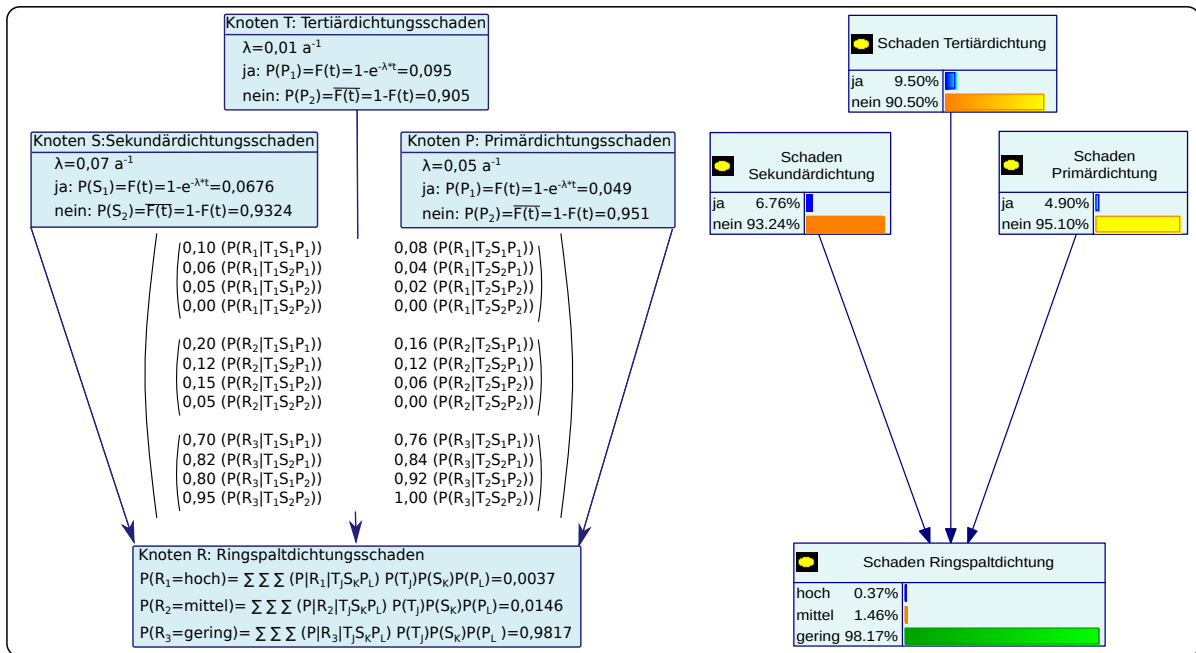 Knoten T: Tertiärdichtungsschaden
λ=0,01 a⁻¹
ja: P(P₁)=F(t)=1-e⁻λ*ᵗ=0,095
nein: P(P₂)=F̅(̅t̅)̅=1-F(t)=0,905
Knoten S:Sekundärdichtungsschaden
λ=0,07 a⁻¹
ja: P(S₁)=F(t)=1-e⁻λ*ᵗ=0,0676
nein: P(S₂)=F̅(̅t̅)̅=1-F(t)=0,9324
Knoten P: Primärdichtungsschaden
λ=0,05 a⁻¹
ja: P(P₁)=F(t)=1-e⁻λ*ᵗ=0,049
nein: P(P₂)=F̅(̅t̅)̅=1-F(t)=0,951
0,10 (P(R₁|T₁S₁P₁))
0,06 (P(R₁|T₁S₂P₁))
0,05 (P(R₁|T₁S₁P₂))
0,00 (P(R₁|T₁S₂P₂))
0,08 (P(R₁|T₂S₁P₁))
0,04 (P(R₁|T₂S₂P₁))
0,02 (P(R₁|T₂S₁P₂))
0,00 (P(R₁|T₂S₂P₂))
0,20 (P(R₂|T₁S₁P₁))
0,12 (P(R₂|T₁S₂P₁))
0,15 (P(R₂|T₁S₁P₂))
0,05 (P(R₂|T₁S₂P₂))
0,16 (P(R₂|T₂S₁P₁))
0,12 (P(R₂|T₂S₂P₁))
0,06 (P(R₂|T₂S₁P₂))
0,00 (P(R₂|T₂S₂P₂))
0,70 (P(R₃|T₁S₁P₁))
0,82 (P(R₃|T₁S₂P₁))
0,80 (P(R₃|T₁S₁P₂))
0,95 (P(R₃|T₁S₂P₂))
0,76 (P(R₃|T₂S₁P₁))
0,84 (P(R₃|T₂S₂P₁))
0,92 (P(R₃|T₂S₁P₂))
1,00 (P(R₃|T₂S₂P₂))
Knoten R: Ringspaltdichtungsschaden
P(R₁=hoch)= ∑ ∑ ∑ (P|R₁|TⱼSₖPₗ) P(Tⱼ)P(Sₖ)P(Pₗ)=0,0037
P(R₂=mittel)= ∑ ∑ ∑ (P|R₂|TⱼSₖPₗ) P(Tⱼ)P(Sₖ)P(Pₗ)=0,0146
P(R₃=gering)= ∑ ∑ ∑ (P|R₃|TⱼSₖPₗ) P(Tⱼ)P(Sₖ)P(Pₗ )=0,9817
Schaden Tertiärdichtung
ja 9.50%
nein 90.50%
Schaden
Sekundärdichtung
ja 6.76%
nein 93.24%
Schaden
Primärdichtung
ja 4.90%
nein 95.10%
Schaden Ringspaltdichtung
hoch 0.37%
mittel 1.46%
gering 98.17%